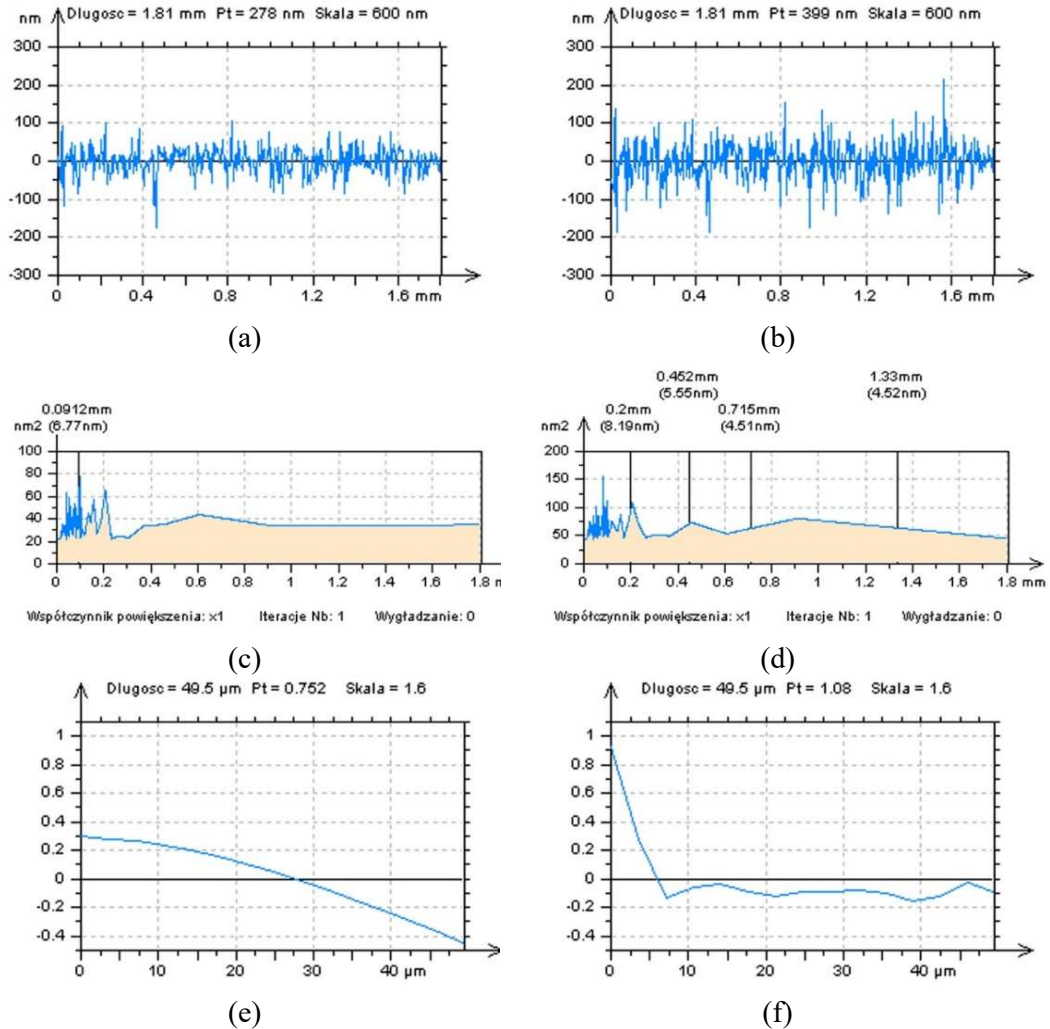 nm Dlugosc = 1.81 mm Pt = 278 nm Skala = 600 nm
300
200
100
0
-100
-200
-300
0 0.4 0.8 1.2 1.6 mm
(a)
nm Dlugosc = 1.81 mm Pt = 399 nm Skala = 600 nm
300
200
100
0
-100
-200
-300
0 0.4 0.8 1.2 1.6 mm
(b)
0.0912mm
nm2 (6.77nm)
100
80
60
40
20
0
0 0.2 0.4 0.6 0.8 1 1.2 1.4 1.6 1.8
Współczynnik powiększenia: x1 Iteracje Nb: 1 Wygładzanie: 0
(c)
0.452mm 1.33mm
(5.55nm) (4.52nm)
0.2mm 0.715mm
nm2 (8.19nm) (4.51nm)
200
150
100
50
0
0 0.2 0.4 0.6 0.8 1 1.2 1.4 1.6 1.8 mm
Współczynnik powiększenia: x1 Iteracje Nb: 1 Wygładzanie: 0
(d)
Dlugosc = 49.5 µm Pt = 0.752 Skala = 1.6
1
0.8
0.6
0.4
0.2
0
-0.2
-0.4
0 10 20 30 40 µm
(e)
Dlugosc = 49.5 µm Pt = 1.08 Skala = 1.6
1
0.8
0.6
0.4
0.2
0
-0.2
-0.4
0 10 20 30 40 µm
(f)